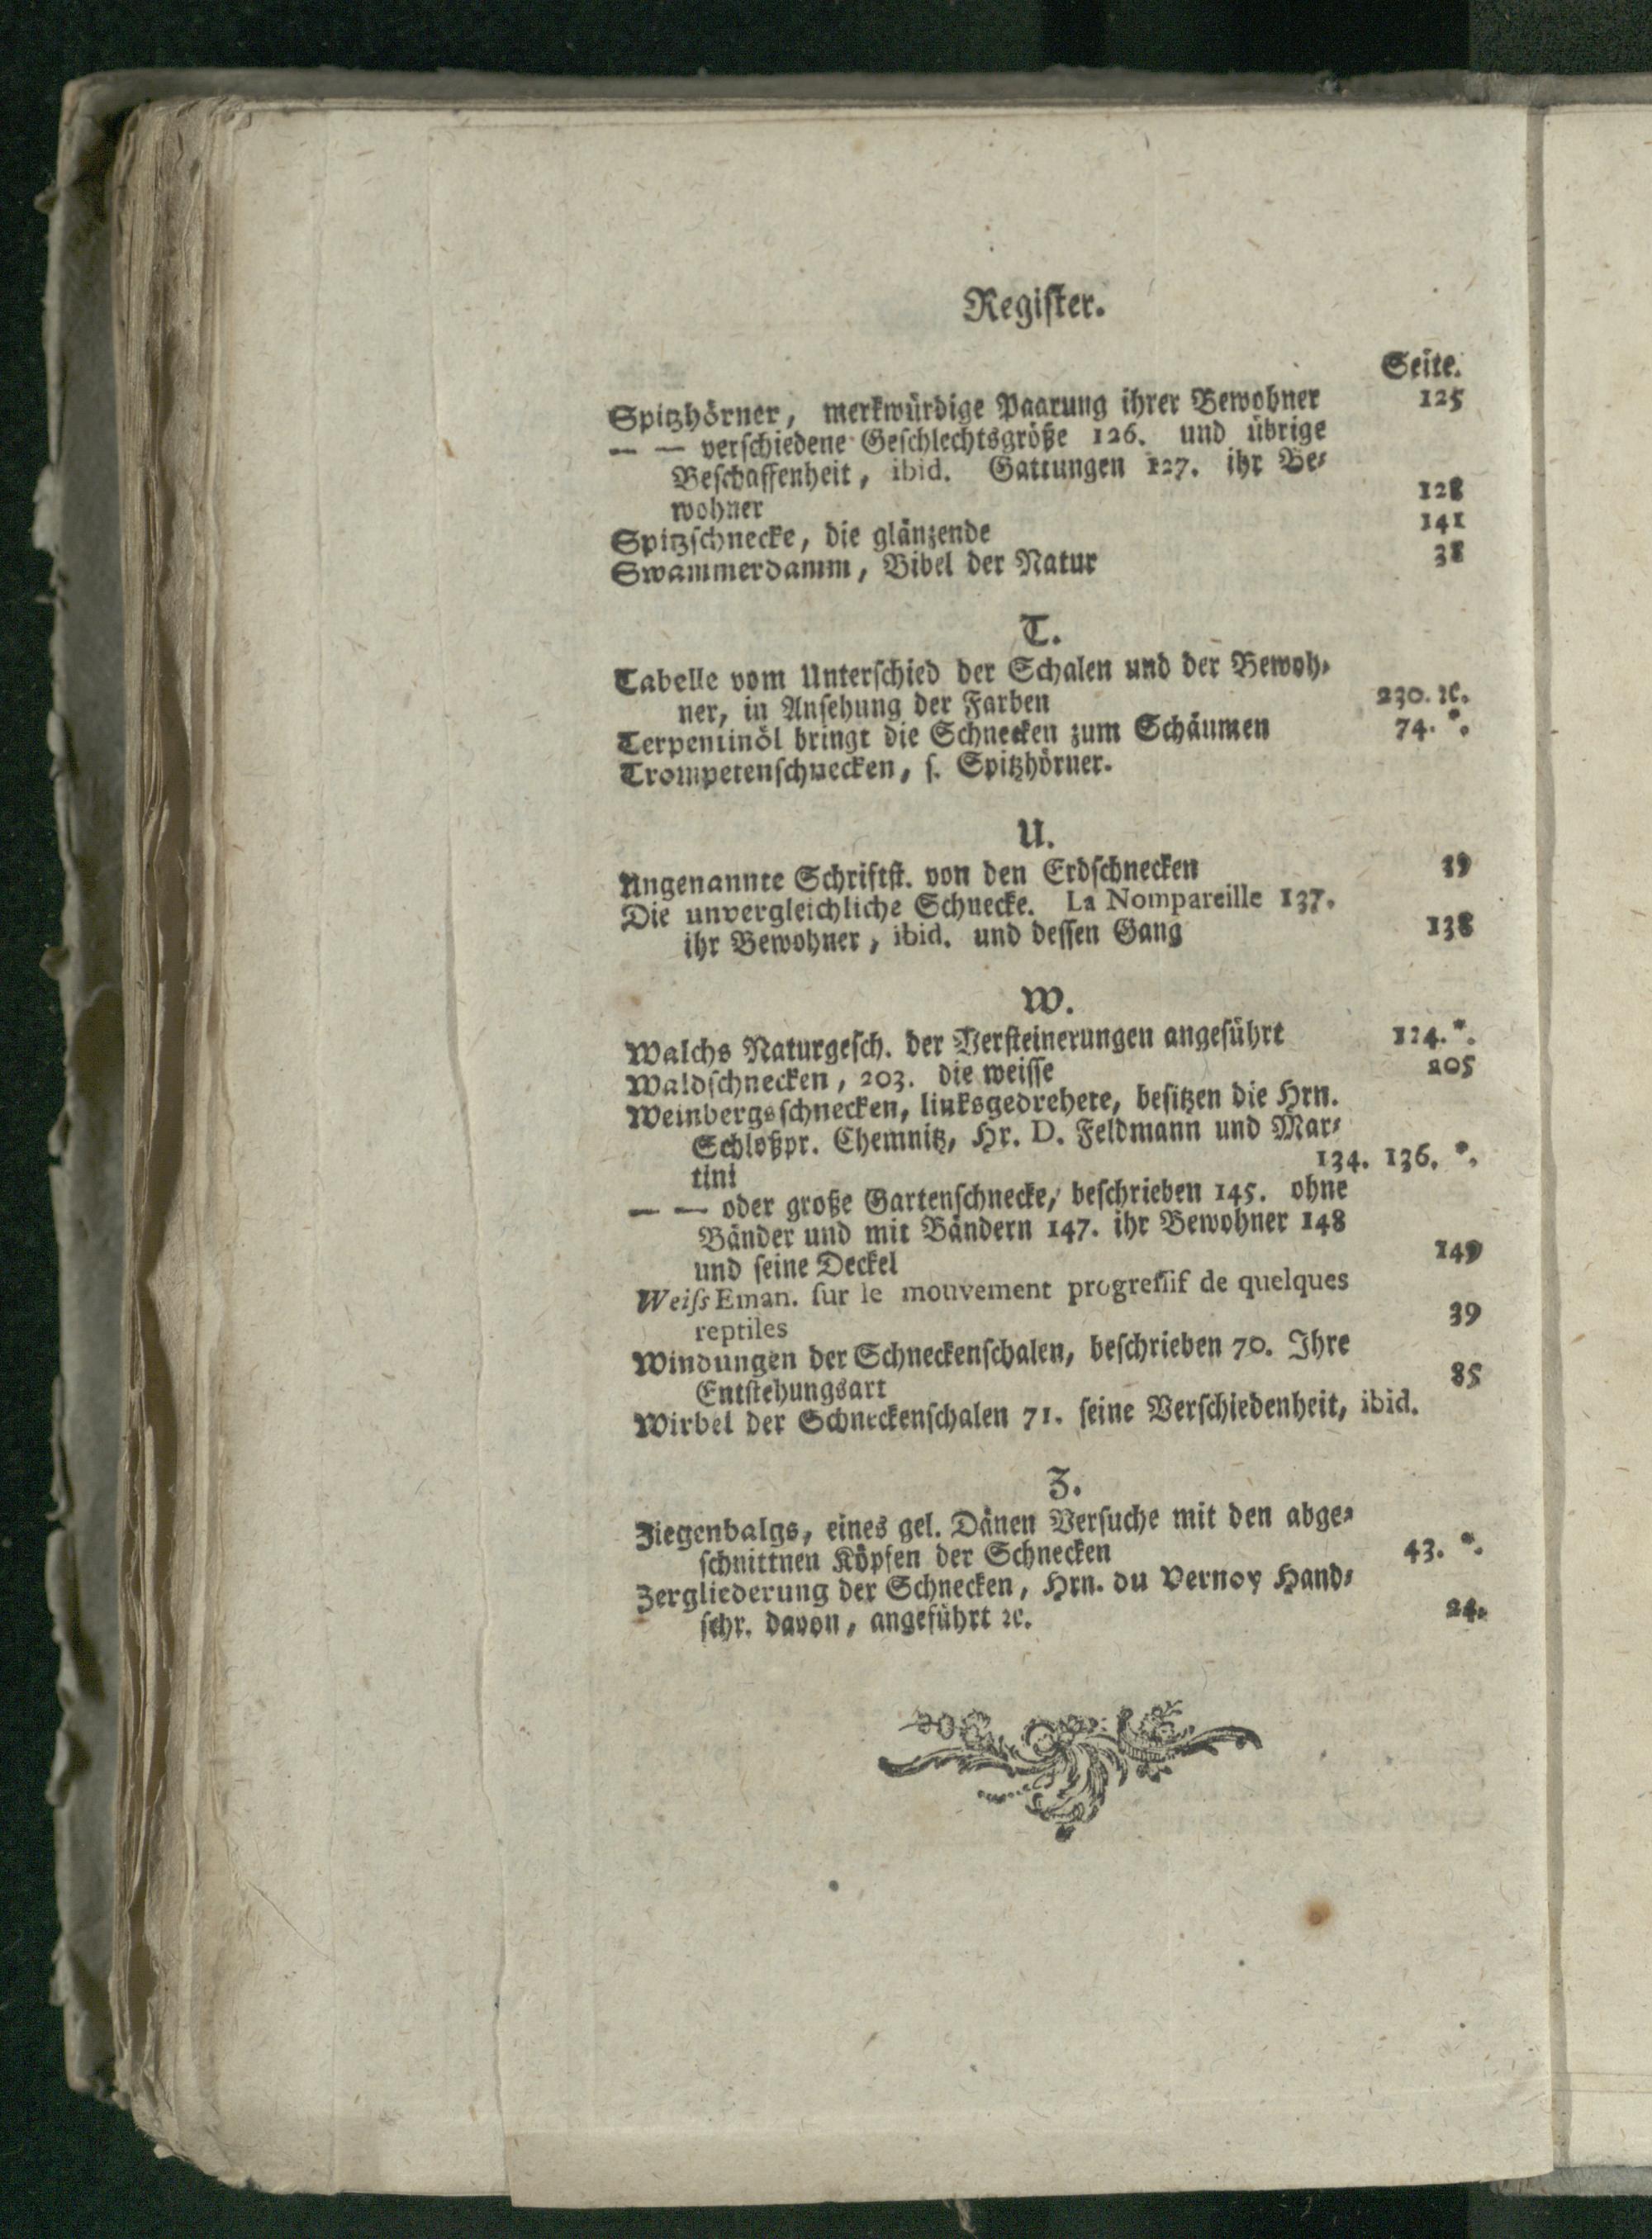 Regiſter.
Seite.
Spitzhörner, merkwürdige Paarung ihrer Bewohner 125
— — verſchiedene Geſchlechtsgröße 126. und übrige
Beſchaffenheit, ibid. Gattungen 127. ihr Be⸗
wohner 128
Spitzſchnecke, die glänzende 141
Swammerdamm, Bibel der Natur 38
T.
Tabelle vom Unterſchied der Schalen und der Bewoh⸗
ner, in Anſehung der Farben 230. ꝛc.
Terpentinöl bringt die Schnecken zum Schäumen 74. *.
Trompetenſchnecken, ſ. Spitzhörner.
U.
Ungenannte Schriftſt. von den Erdſchnecken 39
Die unvergleichliche Schnecke. La Nompareille 137.
ihr Bewohner, ibid. und deſſen Gang 138
W.
Walchs Naturgeſch. der Verſteinerungen angeführt 124. *.
Waldſchnecken, 203. die weiſſe 205
Weinbergsſchnecken, linksgedrehete, beſitzen die Hrn.
Schloßpr. Chemnitz, Hr. D. Feldmann und Mar⸗
tini 134. 136. *.
— — oder große Gartenſchnecke, beſchrieben 145. ohne
Bänder und mit Bändern 147. ihr Bewohner 148
und ſeine Deckel 149
Weiſs Eman. ſur le mouvement progreſſif de quelques
reptiles 39
Windungen der Schneckenſchalen, beſchrieben 70. Ihre
Entſtehungsart 85
Wirbel der Schneckenſchalen 71. ſeine Verſchiedenheit, ibid.
Z.
Ziegenbalgs, eines gel. Dänen Verſuche mit den abge⸗
ſchnittnen Köpfen der Schnecken 43. *.
Zergliederung der Schnecken, Hrn. du Vernoy Hand⸗
ſchr. davon, angeführt ꝛc. 24.